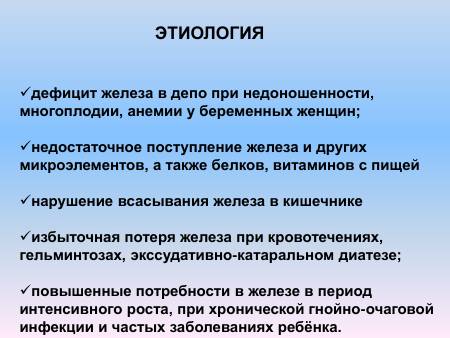 ЭТИОЛОГИЯ
✓дефицит железа в депо при недоношенности,
многоплодии, анемии у беременных женщин;
✓недостаточное поступление железа и других
микроэлементов, а также белков, витаминов с пищей
✓нарушение всасывания железа в кишечнике
✓избыточная потеря железа при кровотечениях,
гельминтозах, экссудативно-катаральном диатезе;
✓повышенные потребности в железе в период
интенсивного роста, при хронической гнойно-очаговой
инфекции и частых заболеваниях ребёнка.